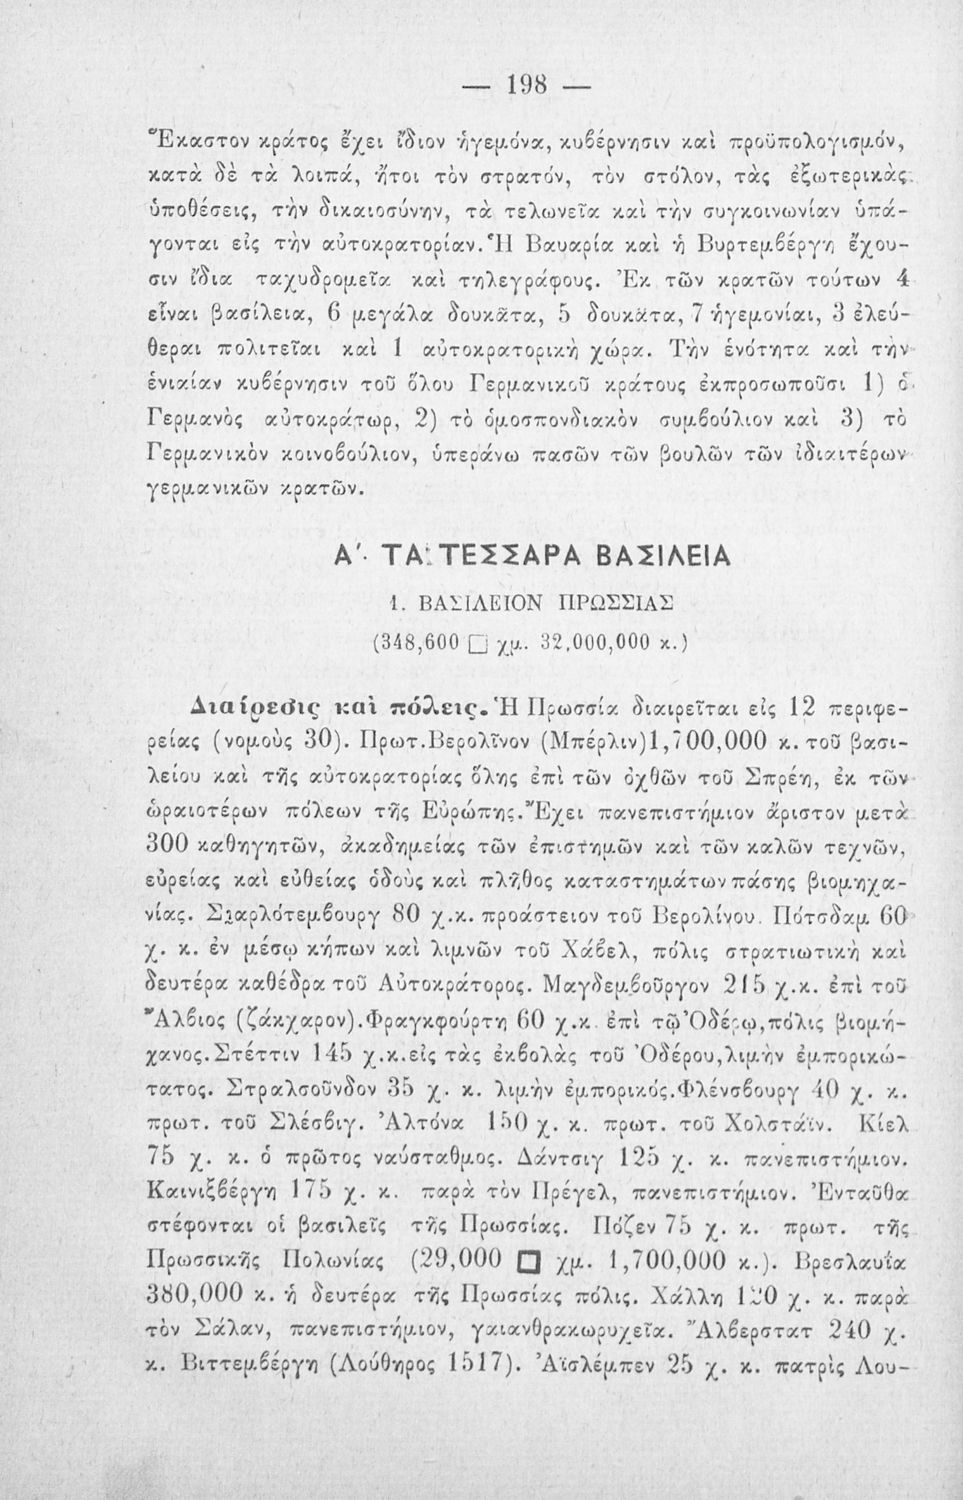 — 198 —
Ἕκαστον κράτος ἔχει ἴδιον ἡγεμόνα, κυβέρνησιν καὶ προϋπολογισμόν,
κατὰ δὲ τὰ λοιπά, ἤτοι τὸν στρατόν, τὸν στόλον, τὰς ἐξωτερικὰς
ὑποθέσεις, τὴν δικαιοσύνην, τὰ τελωνεῖα καὶ τὴν συγκοινωνίαν ὑπά-
γονται εἰς τὴν αὐτοκρατορίαν. Ἡ Βαυαρία καὶ ἡ Βυρτεμβέργη ἔχου-
σιν ἴδια ταχυδρομεῖα καὶ τηλεγράφους. Ἐκ τῶν κρατῶν τούτων 4
εἶναι βασίλεια, 6 μεγάλα δουκᾶτα, 5 δουκᾶτα, 7 ἡγεμονίαι, 3 ἐλεύ-
θεραι πολιτεῖαι καὶ 1 αὐτοκρατορικὴ χώρα. Τὴν ἑνότητα καὶ τὴν
ἑνιαίαν κυβέρνησιν τοῦ ὅλου Γερμανικοῦ κράτους ἐκπροσωποῦσι 1) ὁ
Γερμανὸς αὐτοκράτωρ, 2) τὸ ὁμοσπονδιακὸν συμβούλιον καὶ 3) τὸ
Γερμανικὸν κοινοβούλιον, ὑπεράνω πασῶν τῶν βουλῶν τῶν ἰδιαιτέρων
γερμανικῶν κρατῶν.
Α΄. ΤΑ ΤΕΣΣΑΡΑ ΒΑΣΙΛΕΙΑ
1. ΒΑΣΙΛΕΙΟΝ ΠΡΩΣΣΙΑΣ
(348,600 □ χμ. 32,000,000 κ.)
Διαίρεσις καὶ πόλεις. Ἡ Πρωσσία διαιρεῖται εἰς 12 περιφε-
ρείας (νομοὺς 30). Πρωτ. Βερολῖνον (Μπέρλιν) 1,700,000 κ. τοῦ βασι-
λείου καὶ τῆς αὐτοκρατορίας ὅλης ἐπὶ τῶν ὀχθῶν τοῦ Σπρέη, ἐκ τῶν
ὡραιοτέρων πόλεων τῆς Εὐρώπης. Ἔχει πανεπιστήμιον ἄριστον μετὰ
300 καθηγητῶν, ἀκαδημείας τῶν ἐπιστημῶν καὶ τῶν καλῶν τεχνῶν,
εὐρείας καὶ εὐθείας ὁδοὺς καὶ πλῆθος καταστημάτων πάσης βιομηχα-
νίας. Σαρλότεμβουργ 80 χ.κ. προάστειον τοῦ Βερολίνου. Πότσδαμ 60
χ. κ. ἐν μέσῳ κήπων καὶ λιμνῶν τοῦ Χάβελ, πόλις στρατιωτικὴ καὶ
δευτέρα καθέδρα τοῦ Αὐτοκράτορος. Μαγδεμβοῦργον 215 χ.κ. ἐπὶ τοῦ
Ἄλβιος (ζάκχαρον). Φραγκφούρτη 60 χ.κ. ἐπὶ τῷ Ὀδέρῳ, πόλις βιομή-
χανος. Στέττιν 145 χ.κ. εἰς τὰς ἐκβολὰς τοῦ Ὀδέρου, λιμὴν ἐμπορικώ-
τατος. Στραλσοῦνδον 35 χ. κ. λιμὴν ἐμπορικός. Φλένσβουργ 40 χ. κ.
πρωτ. τοῦ Σλέσβιγ. Ἀλτόνα 150 χ. κ. πρωτ. τοῦ Χολστάϊν. Κίελ
75 χ. κ. ὁ πρῶτος ναύσταθμος. Δάντσιγ 125 χ. κ. πανεπιστήμιον.
Καινιξβέργη 175 χ. κ. παρὰ τὸν Πρέγελ, πανεπιστήμιον. Ἐνταῦθα
στέφονται οἱ βασιλεῖς τῆς Πρωσσίας. Πόζεν 75 χ. κ. πρωτ. τῆς
Πρωσσικῆς Πολωνίας (29,000 □ χμ. 1,700,000 κ.). Βρεσλαυΐα
380,000 κ. ἡ δευτέρα τῆς Πρωσσίας πόλις. Χάλλη 120 χ. κ. παρὰ
τὸν Σάλαν, πανεπιστήμιον, γαιανθρακωρυχεῖα. Ἄλβερστατ 240 χ.
κ. Βιττεμβέργη (Λούθηρος 1517). Ἀϊσλέμπεν 25 χ. κ. πατρὶς Λου-